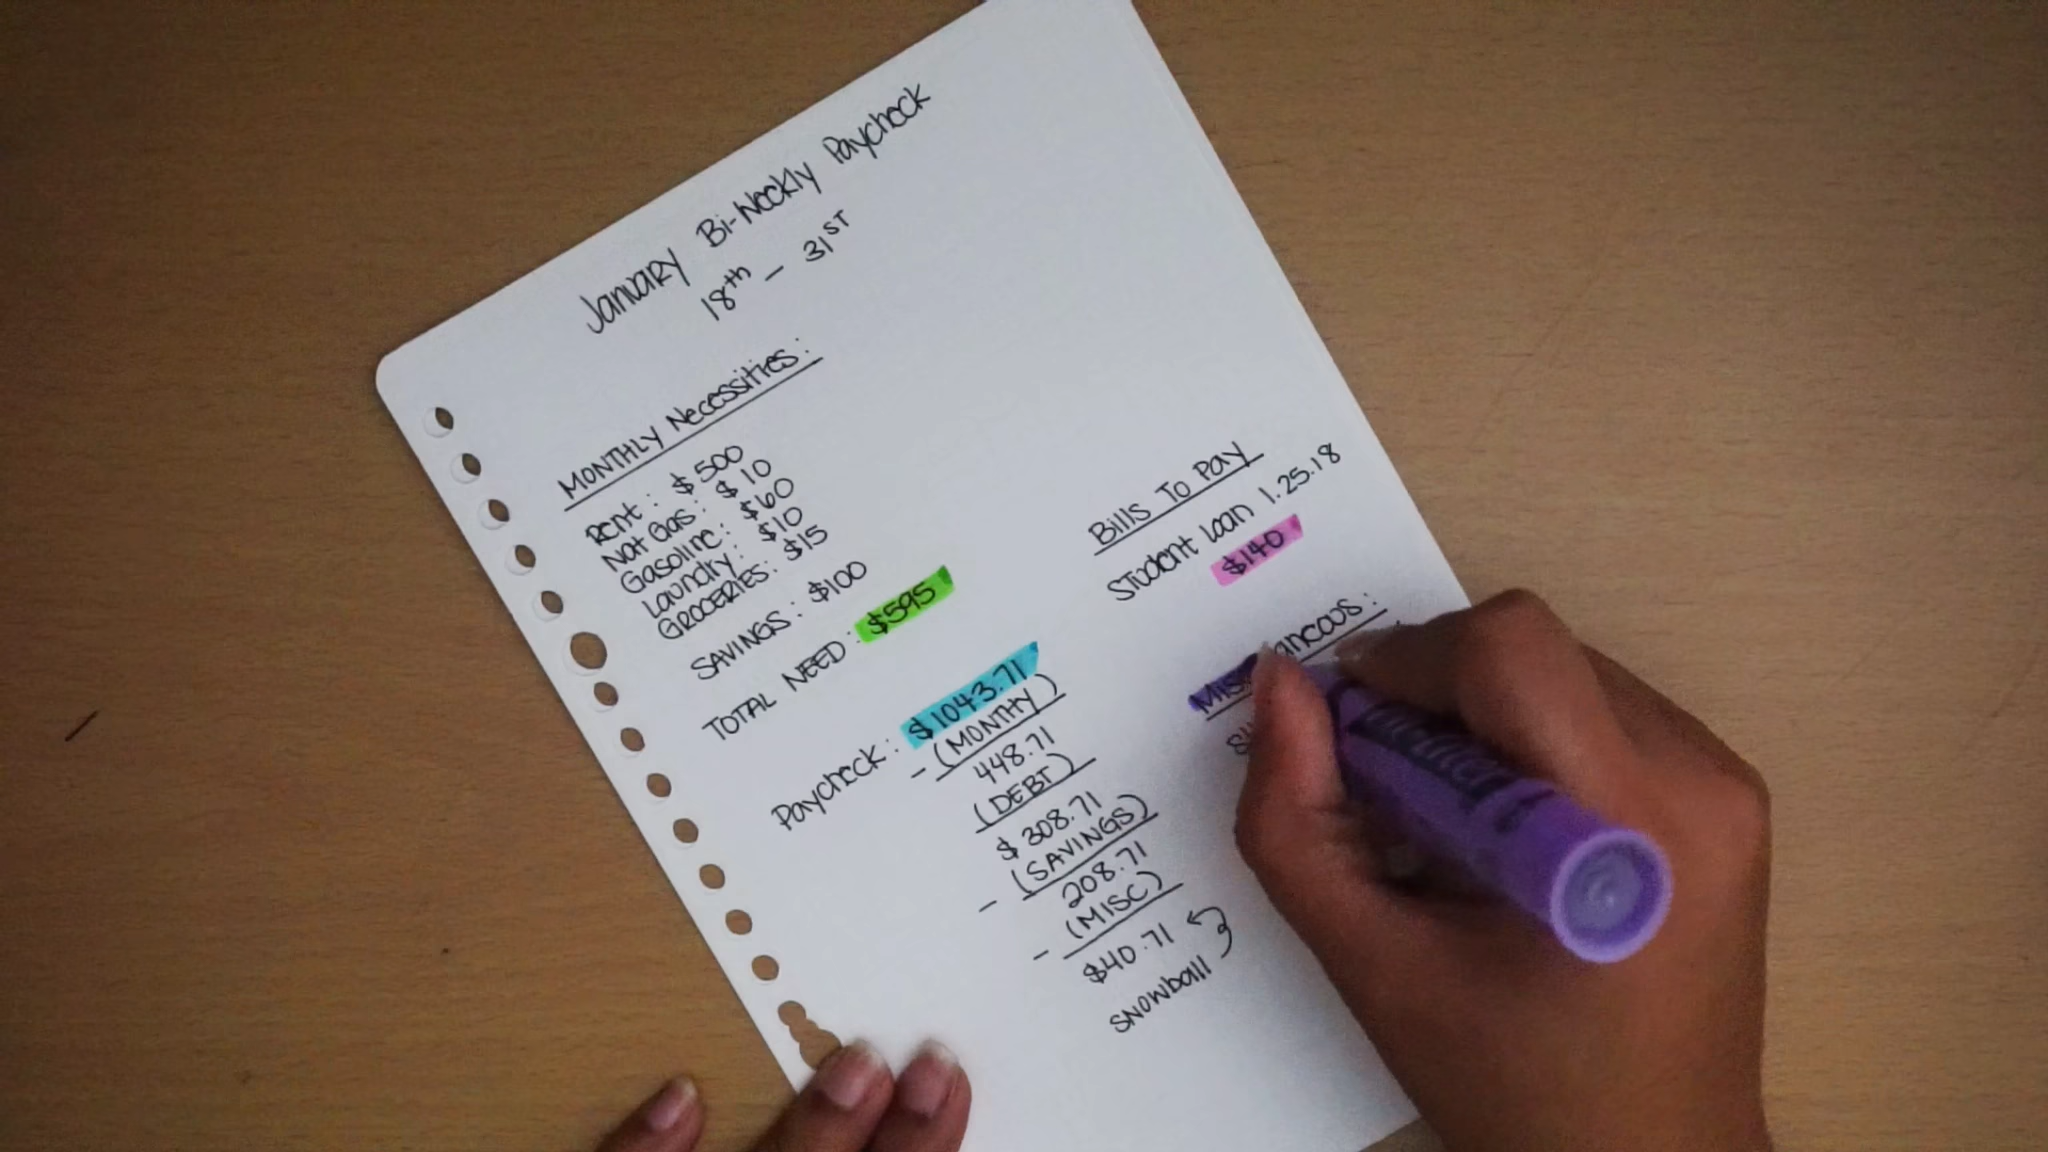 January Bi-Weekly Paycheck
18th - 31ST
MONTHLY Necessities:
Rent: $500
Nat Gas: $10
Gasoline: $60
Laundry: $10
GROCERIES: $15
SAVINGS: $100
TOTAL NEED: $595
Paycheck: $1043.71
- (MONTHY)
448.71
(DEBT)
$308.71
- (SAVINGS)
208.71
- (MISC)
$40.71
snowball
Bills To Pay
Student Loan 1.25.18
$140